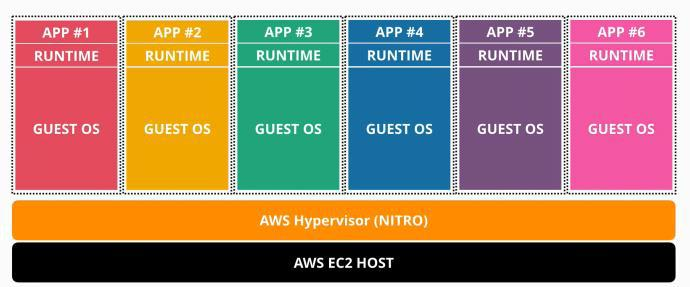 APP #1 APP #2 APP #3 APP #4 APP #5 APP #6
RUNTIME RUNTIME RUNTIME RUNTIME RUNTIME RUNTIME
GUEST OS GUEST OS GUEST OS GUEST OS GUEST OS GUEST OS
AWS Hypervisor (NITRO)
AWS EC2 HOST